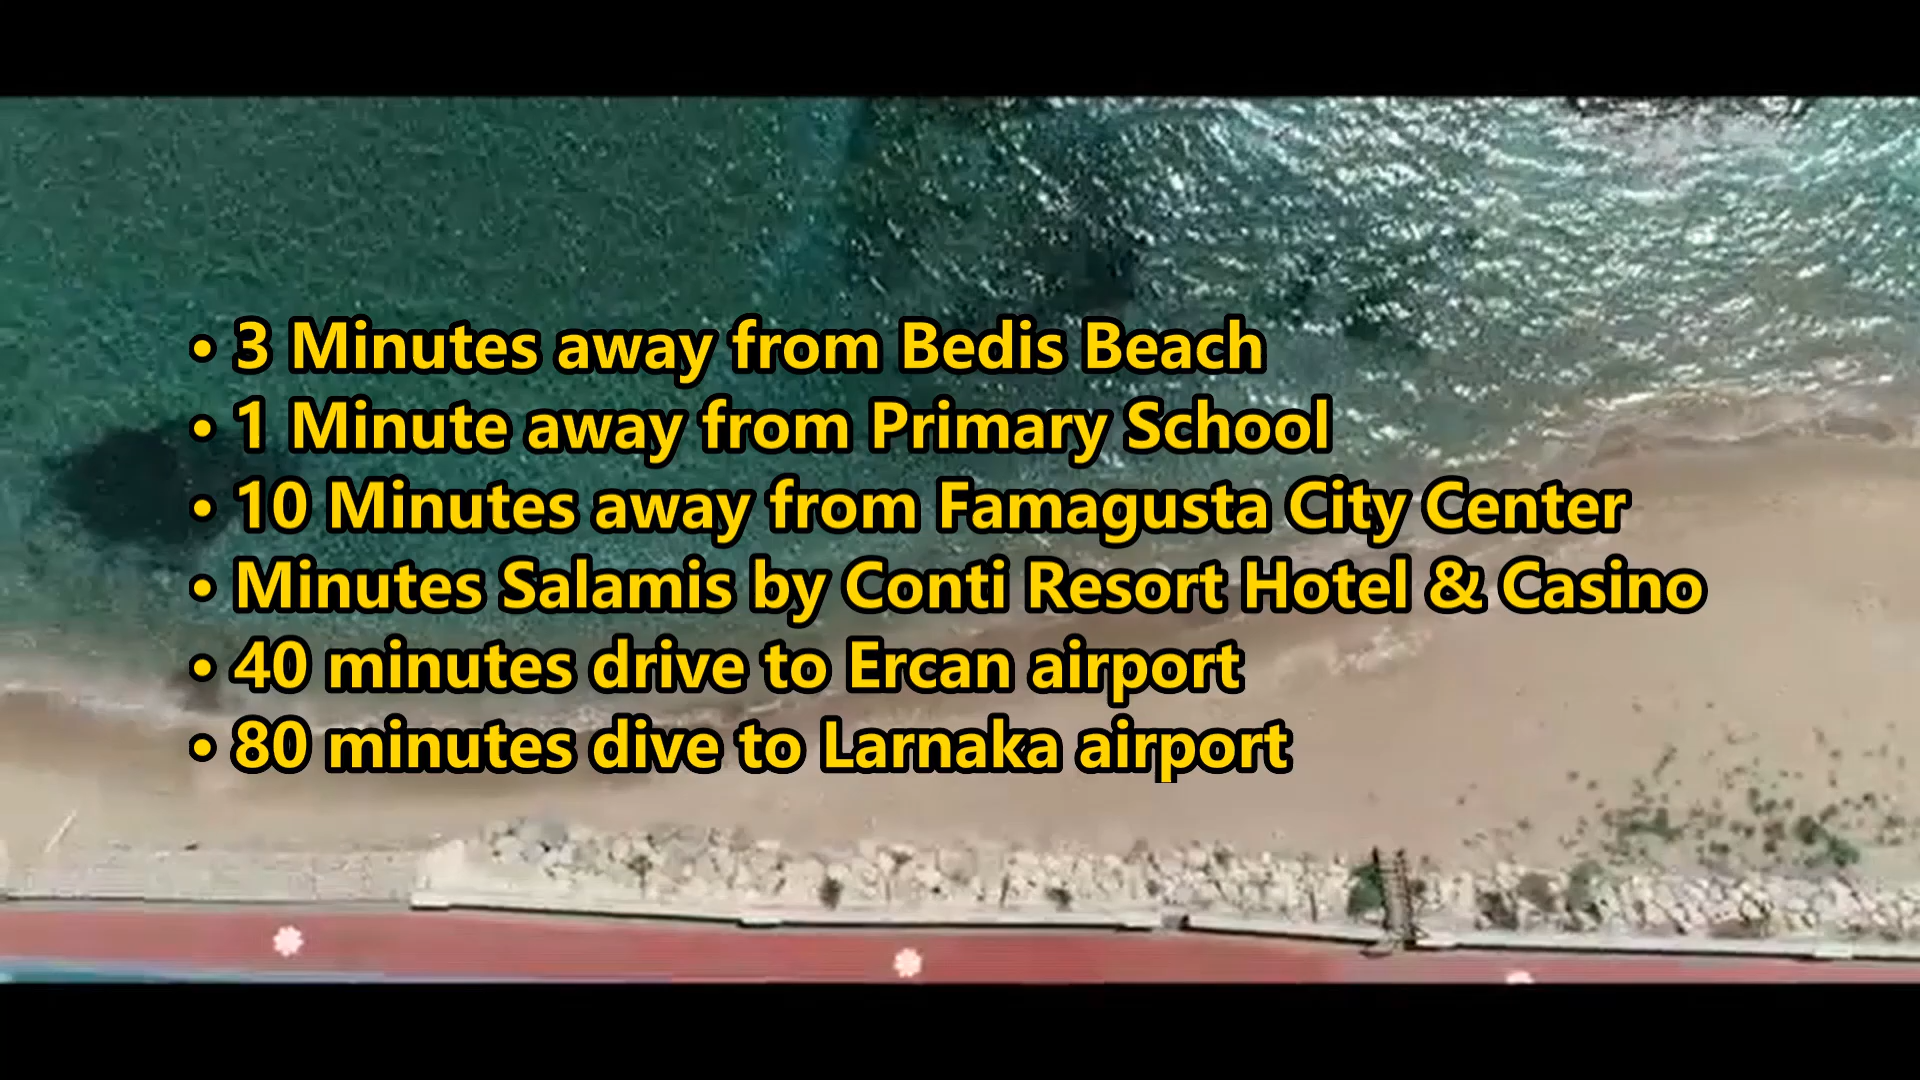 • 3 Minutes away from Bedis Beach
• 1 Minute away from Primary School
• 10 Minutes away from Famagusta City Center
• Minutes Salamis by Conti Resort Hotel & Casino
• 40 minutes drive to Ercan airport
• 80 minutes dive to Larnaka airport